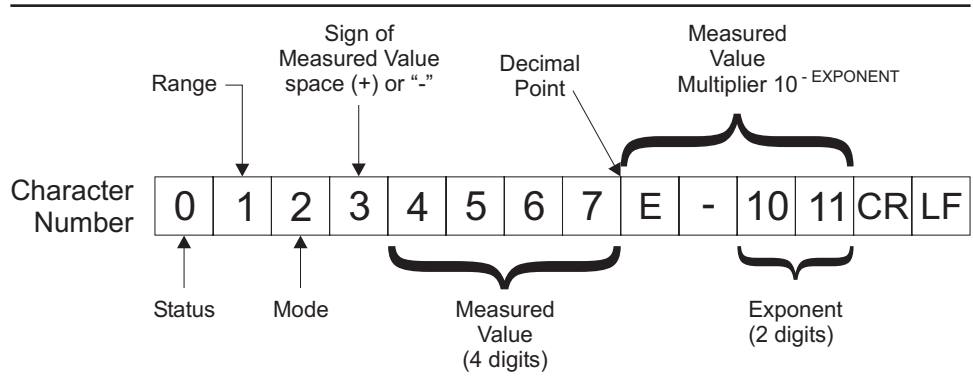 Sign of
Measured Value
space (+) or “-”
Range
Decimal
Point
Measured
Value
Multiplier 10 - EXPONENT
Character
Number
0 1 2 3 4 5 6 7 E - 10 11 CR LF
Status
Mode
Measured
Value
(4 digits)
Exponent
(2 digits)